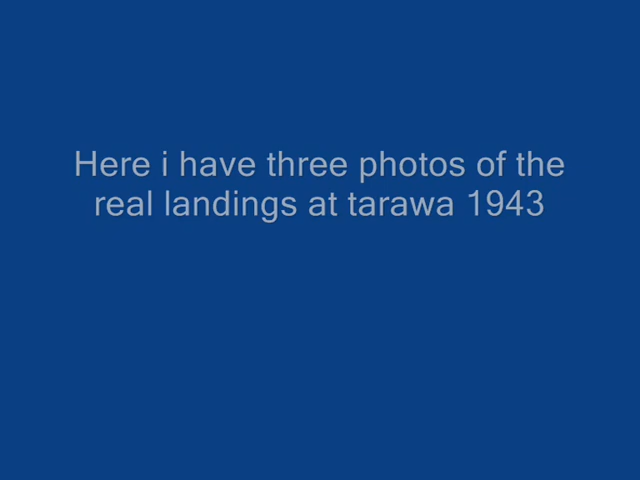 Here i have three photos of the
real landings at tarawa 1943